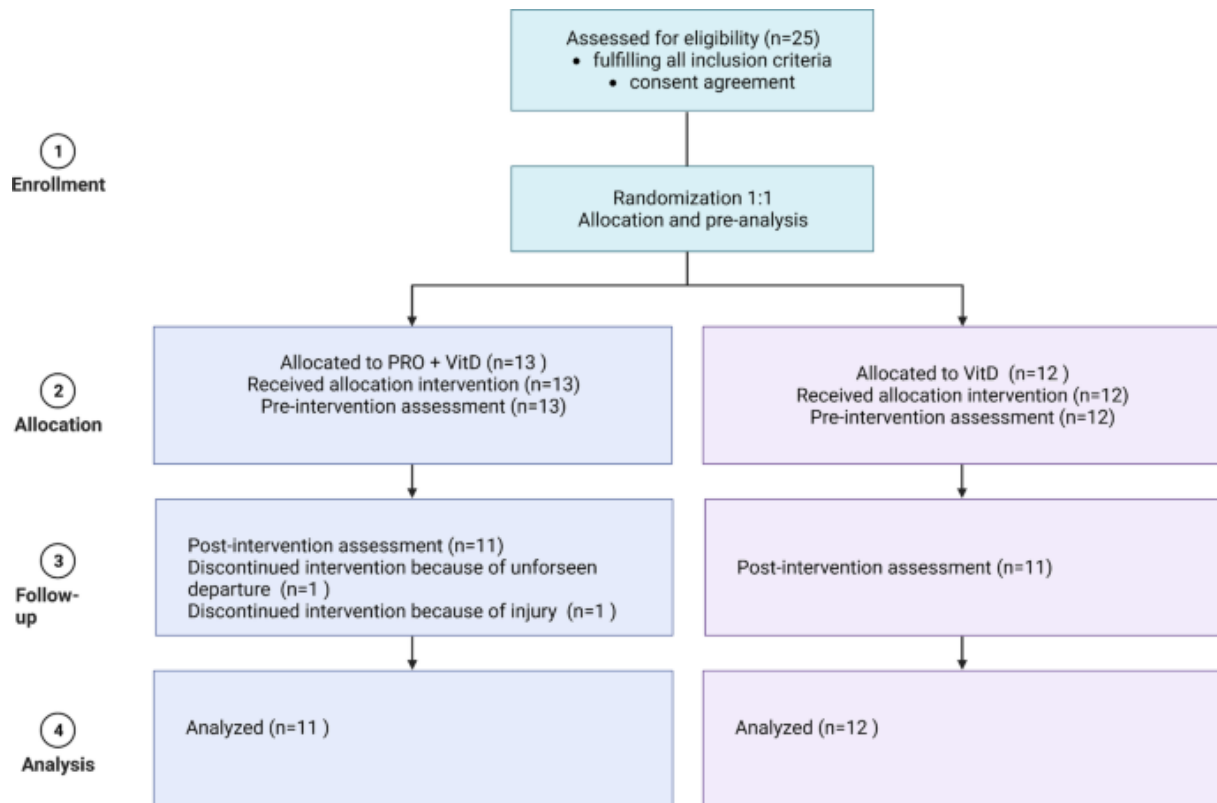 Assessed for eligibility (n=25)
• fulfilling all inclusion criteria
• consent agreement
1
Enrollment
Randomization 1:1
Allocation and pre-analysis
2
Allocation
Allocated to PRO + VitD (n=13 )
Received allocation intervention (n=13)
Pre-intervention assessment (n=13)
Allocated to VitD (n=12 )
Received allocation intervention (n=12)
Pre-intervention assessment (n=12)
3
Follow-
up
Post-intervention assessment (n=11)
Discontinued intervention because of unforseen
departure (n=1 )
Discontinued intervention because of injury (n=1 )
Post-intervention assessment (n=11)
4
Analysis
Analyzed (n=11 )
Analyzed (n=12 )